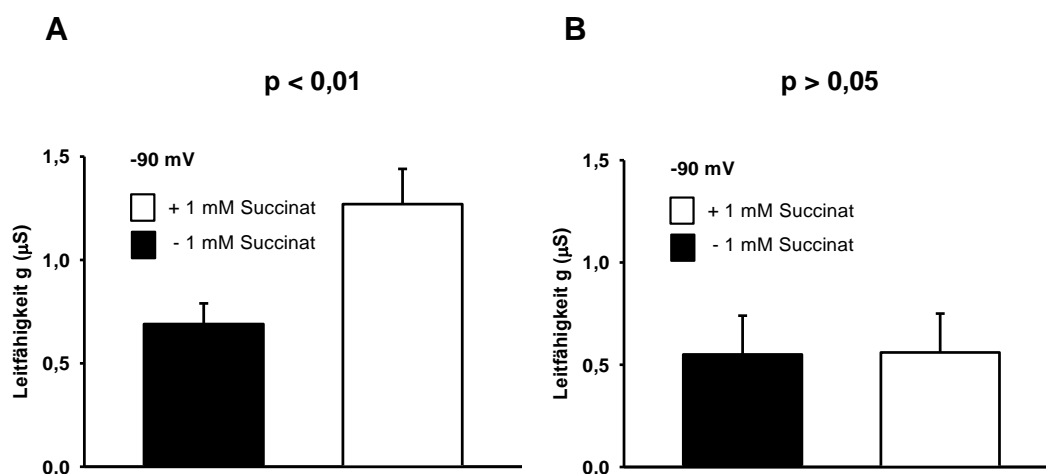 A
p < 0,01
Leitfähigkeit g (µS)
1,5
1,0
0,5
0,0
-90 mV
+ 1 mM Succinat
- 1 mM Succinat
B
p > 0,05
Leitfähigkeit g (µS)
1,5
1,0
0,5
0,0
-90 mV
+ 1 mM Succinat
- 1 mM Succinat